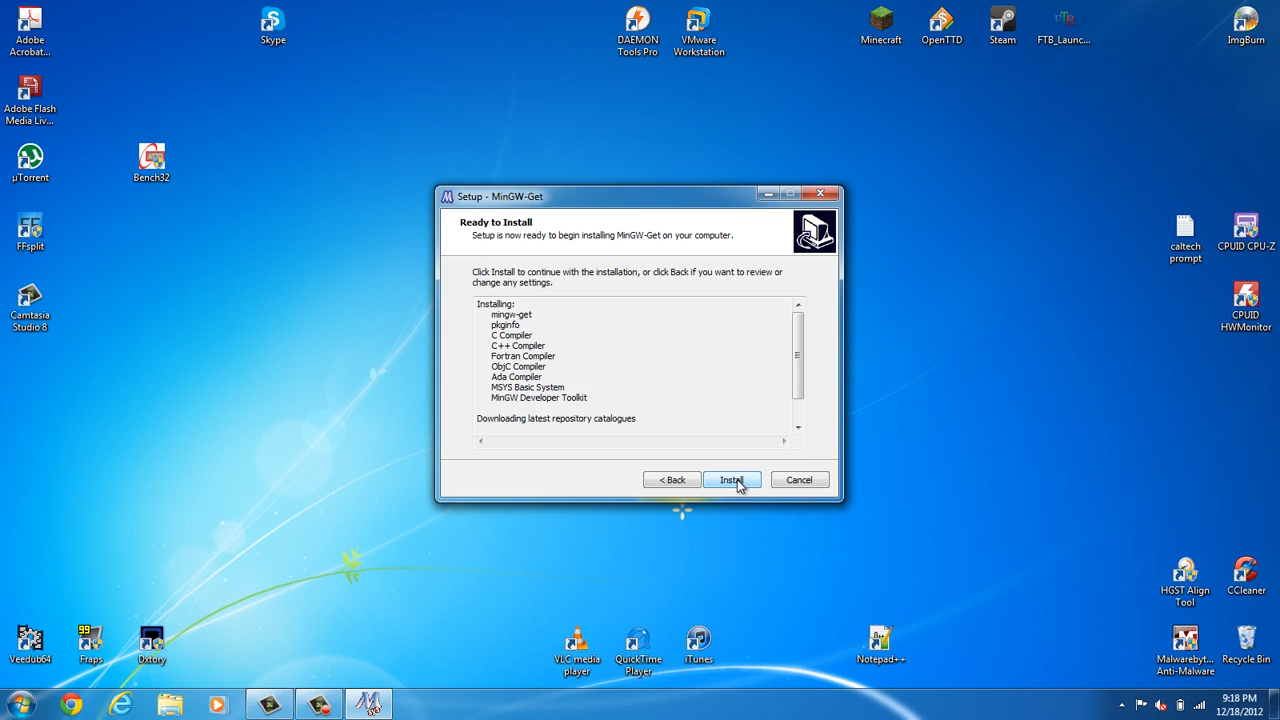 Adobe
Acrobat...
Skype
DAEMON
Tools Pro
VMware
Workstation
Minecraft
OpenTTD
Steam
FTB_Launc...
ImgBurn
Adobe Flash
Media Liv...
µTorrent
Bench32
FFsplit
Camtasia
Studio 8
caltech
prompt
CPUID CPU-Z
CPUID
HWMonitor
Setup - MinGW-Get
Ready to Install
Setup is now ready to begin installing MinGW-Get on your computer.
Click Install to continue with the installation, or click Back if you want to review or
change any settings.
Installing:
mingw-get
pkginfo
C Compiler
C++ Compiler
Fortran Compiler
ObjC Compiler
Ada Compiler
MSYS Basic System
MinGW Developer Toolkit
Downloading latest repository catalogues
< Back
Install
Cancel
HGST Align
Tool
CCleaner
Veedub64
99
Fraps
Dxtory
VLC media
player
QuickTime
Player
iTunes
Notepad++
Malwarebyt...
Anti-Malware
Recycle Bin
9:18 PM
12/18/2012